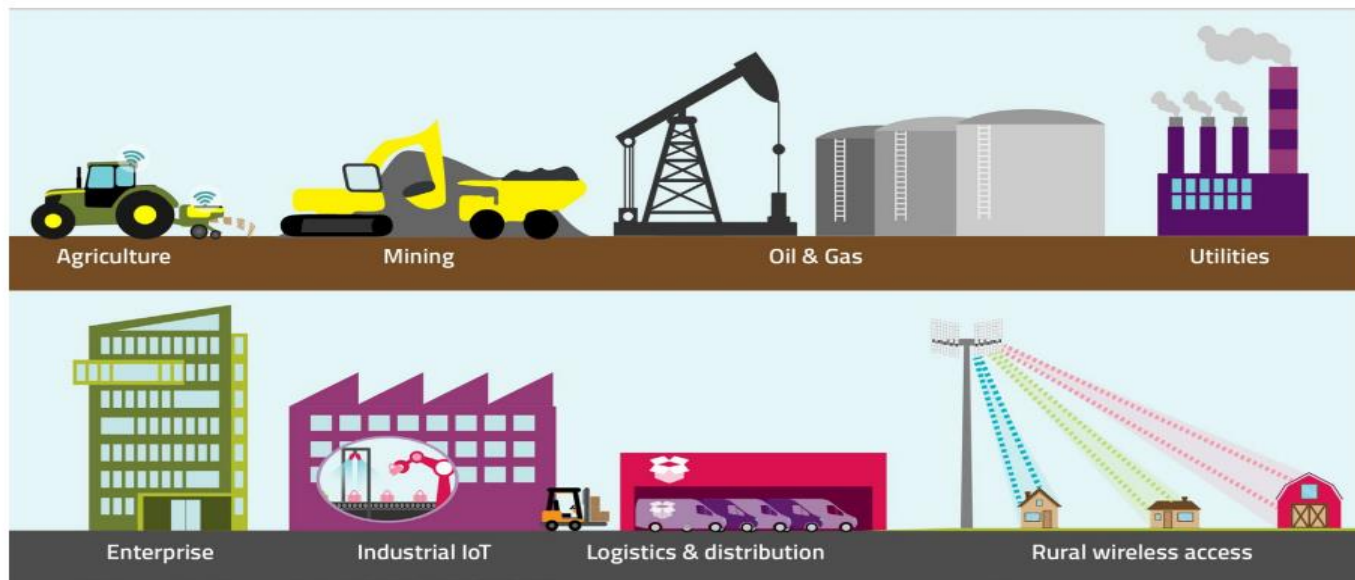 Agriculture
Mining
Oil & Gas
Utilities
Enterprise
Industrial IoT
Logistics & distribution
Rural wireless access